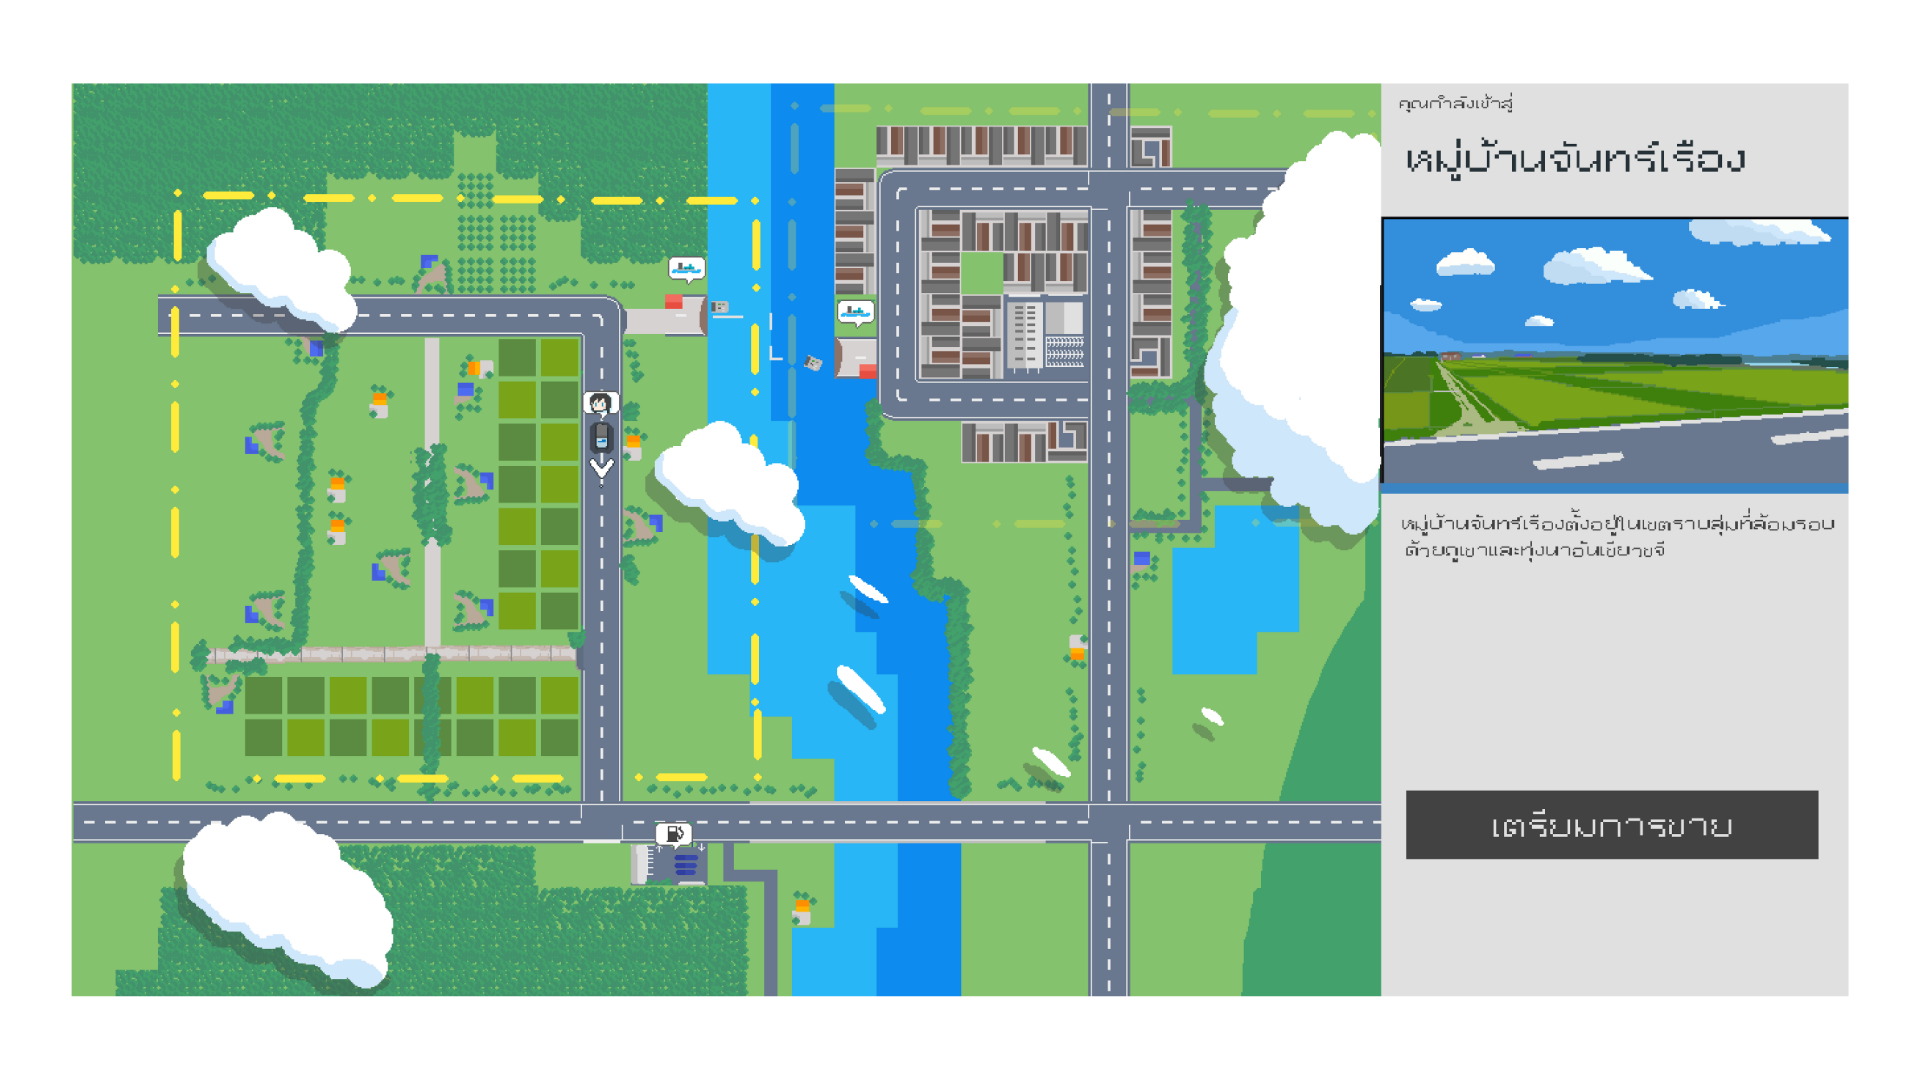 คุณกำลังเข้าสู่
หมู่บ้านจันทร์เรือง
หมู่บ้านจันทร์เรืองตั้งอยู่ในเขตราบลุ่มที่ล้อมรอบ
ด้วยภูเขาและทุ่งนาอันเขียวขจี
เตรียมการขาย